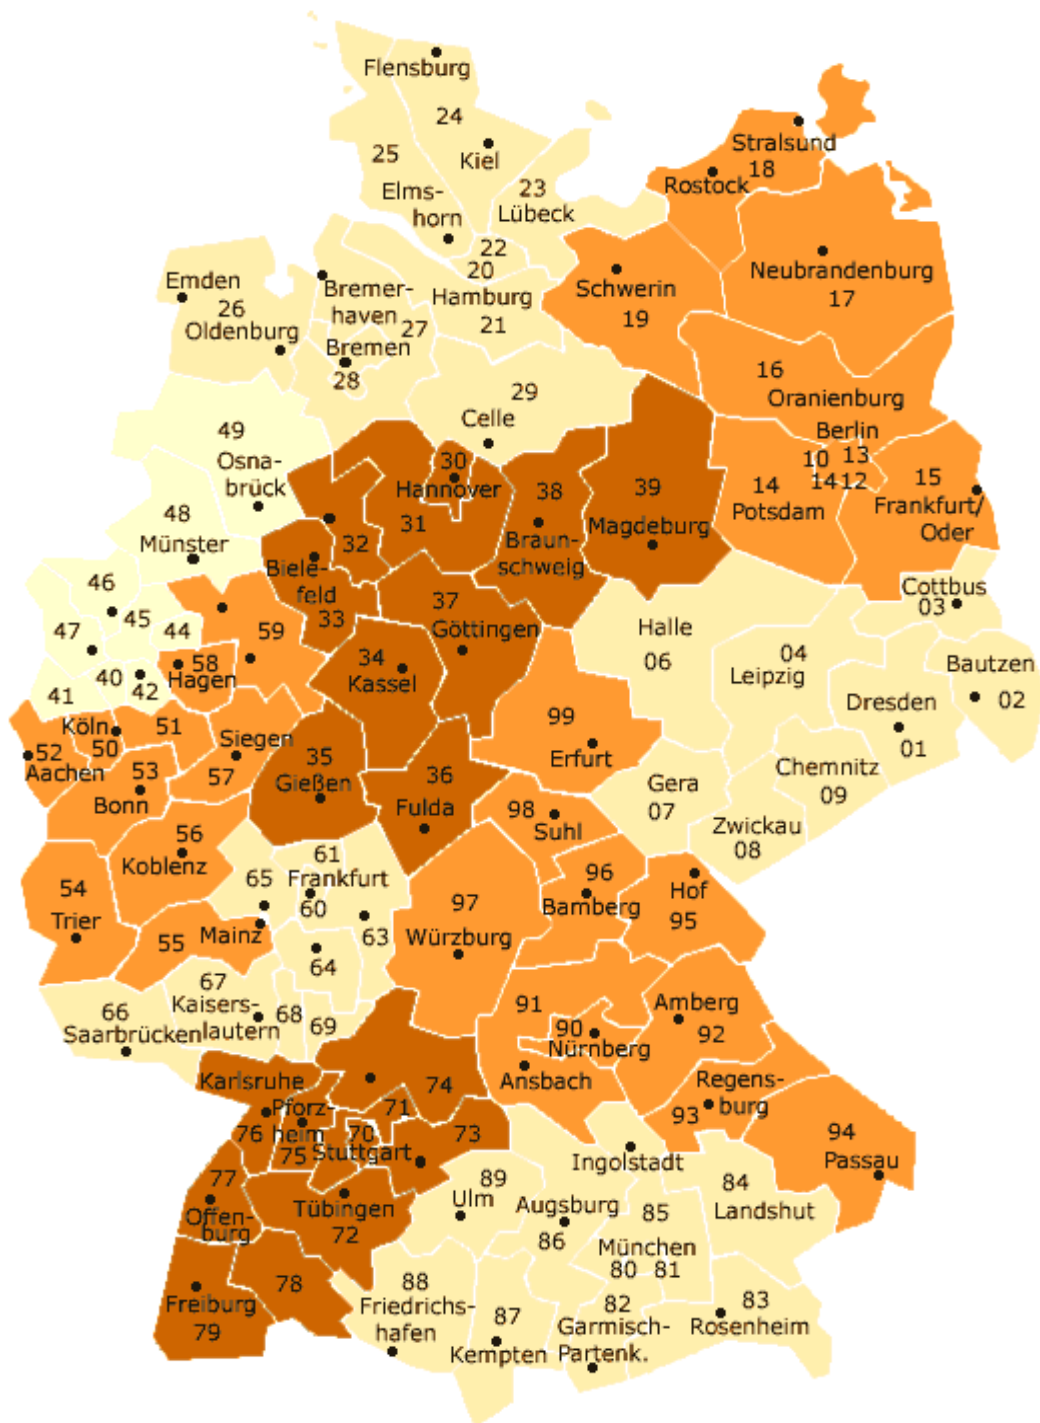 Flensburg
24
25
Kiel
Elms-
horn
23
Lübeck
22
20
Hamburg
21
Stralsund
18
Rostock
Schwerin
19
Neubrandenburg
17
Emden
26
Oldenburg
Bremer-
haven
27
Bremen
28
29
Celle
16
Oranienburg
Berlin
10
13
14
12
14
Potsdam
15
Frankfurt/
Oder
49
Osna-
brück
48
Münster
30
Hannover
31
32
38
Braun-
schweig
39
Magdeburg
Biele-
feld
33
37
Göttingen
34
Kassel
46
45
47
44
59
58
Hagen
40
42
41
Cottbus
03
Halle
06
04
Leipzig
Bautzen
02
Dresden
01
Köln
50
51
52
Aachen
53
Bonn
Siegen
57
35
Gießen
36
Fulda
99
Erfurt
Gera
07
Chemnitz
09
Zwickau
08
98
Suhl
56
Koblenz
54
Trier
55
Mainz
61
Frankfurt
65
60
63
64
97
Würzburg
96
Bamberg
Hof
95
67
Kaisers-
lautern
68
69
66
Saarbrücken
91
90
Nürnberg
Ansbach
Amberg
92
Regens-
burg
93
94
Passau
Karlsruhe
74
Pforz-
heim
76
75
71
70
Stuttgart
73
77
Offen-
burg
Tübingen
72
78
Freiburg
79
89
Ulm
Augsburg
86
Ingolstadt
85
84
Landshut
München
80
81
88
Friedrichs-
hafen
87
Kempten
82
Garmisch-
Partenk.
83
Rosenheim